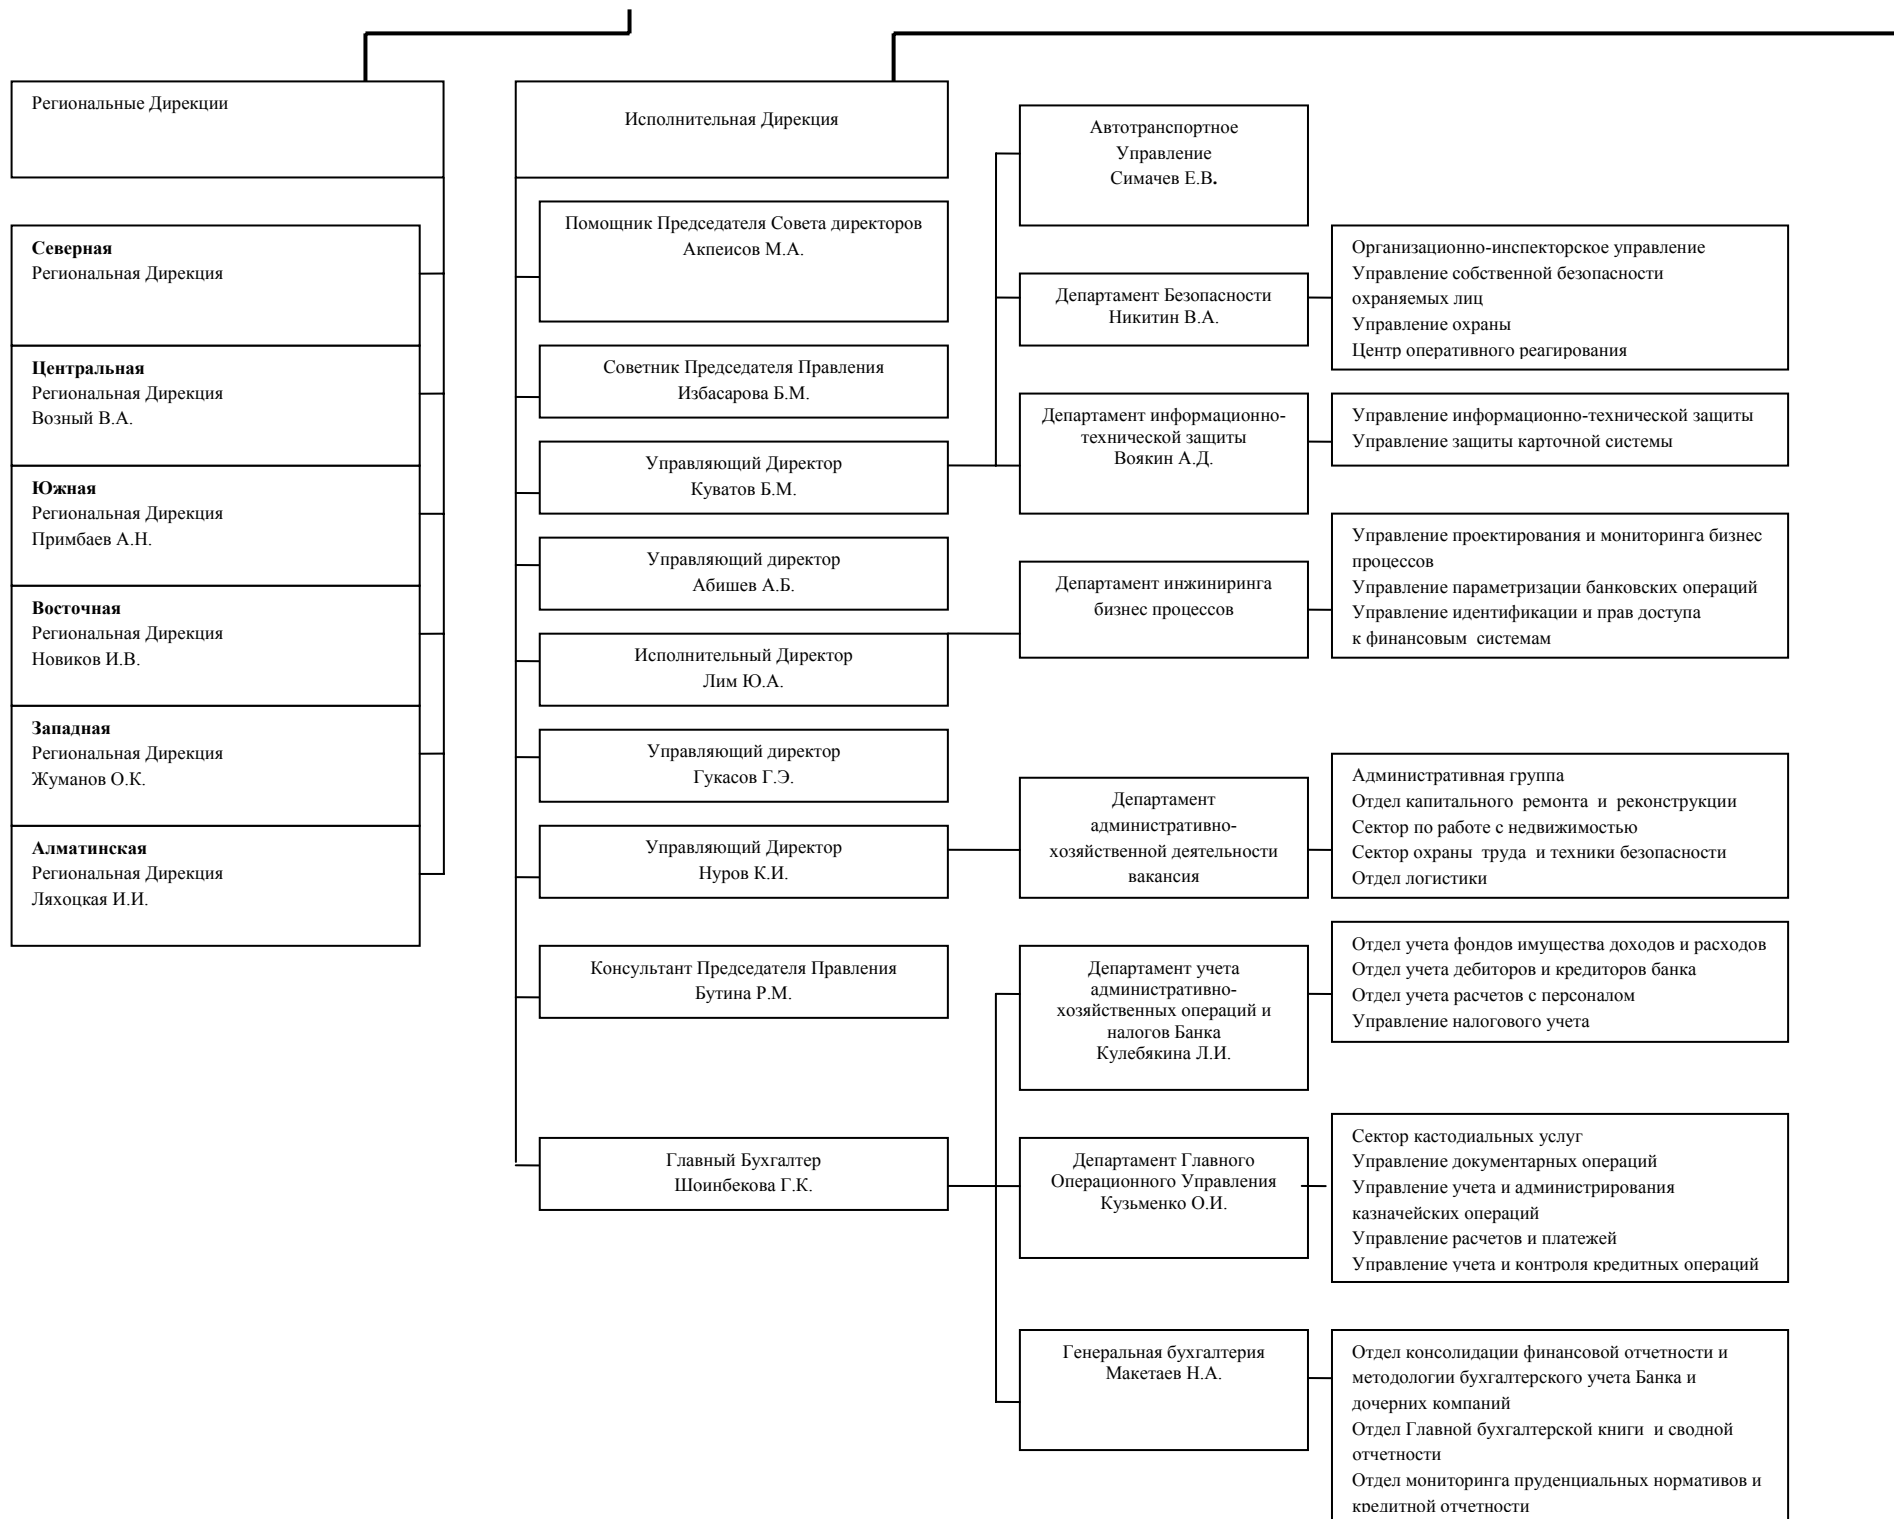 Региональные Дирекции
Северная
Региональная Дирекция
Центральная
Региональная Дирекция
Возный В.А.
Южная
Региональная Дирекция
Примбаев А.Н.
Восточная
Региональная Дирекция
Новиков И.В.
Западная
Региональная Дирекция
Жуманов О.К.
Алматинская
Региональная Дирекция
Ляхоцкая И.И.
Исполнительная Дирекция
Помощник Председателя Совета директоров
Акпеисов М.А.
Советник Председателя Правления
Избасарова Б.М.
Управляющий Директор
Куватов Б.М.
Управляющий директор
Абишев А.Б.
Исполнительный Директор
Лим Ю.А.
Управляющий директор
Гукасов Г.Э.
Управляющий Директор
Нуров К.И.
Консультант Председателя Правления
Бутина Р.М.
Главный Бухгалтер
Шоинбекова Г.К.
Автотранспортное
Управление
Симачев Е.В.
Департамент Безопасности
Никитин В.А.
Департамент информационно-
технической защиты
Воякин А.Д.
Департамент инжиниринга
бизнес процессов
Департамент
административно-
хозяйственной деятельности
вакансия
Департамент учета
административно-
хозяйственных операций и
налогов Банка
Кулебякина Л.И.
Департамент Главного
Операционного Управления
Кузьменко О.И.
Генеральная бухгалтерия
Макетаев Н.А.
Организационно-инспекторское управление
Управление собственной безопасности
охраняемых лиц
Управление охраны
Центр оперативного реагирования
Управление информационно-технической защиты
Управление защиты карточной системы
Управление проектирования и мониторинга бизнес
процессов
Управление параметризации банковских операций
Управление идентификации и прав доступа
к финансовым системам
Административная группа
Отдел капитального ремонта и реконструкции
Сектор по работе с недвижимостью
Сектор охраны труда и техники безопасности
Отдел логистики
Отдел учета фондов имущества доходов и расходов
Отдел учета дебиторов и кредиторов банка
Отдел учета расчетов с персоналом
Управление налогового учета
Сектор кастодиальных услуг
Управление документарных операций
Управление учета и администрирования
казначейских операций
Управление расчетов и платежей
Управление учета и контроля кредитных операций
Отдел консолидации финансовой отчетности и
методологии бухгалтерского учета Банка и
дочерних компаний
Отдел Главной бухгалтерской книги и сводной
отчетности
Отдел мониторинга пруденциальных нормативов и
кредитной отчетности